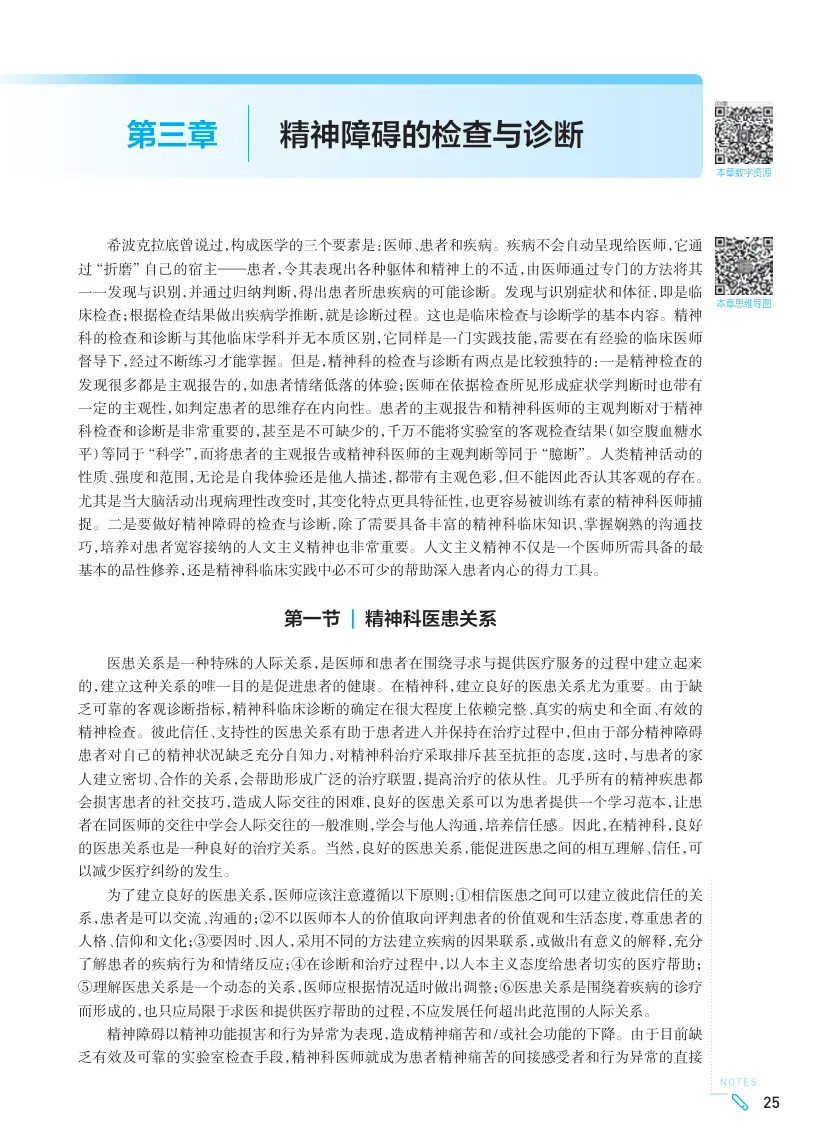 第三章 精神障碍的检查与诊断
本章数字资源
希波克拉底曾说过,构成医学的三个要素是:医师、患者和疾病。疾病不会自动呈现给医师,它通
过“折磨”自己的宿主——患者,令其表现出各种躯体和精神上的不适,由医师通过专门的方法将其
一一发现与识别,并通过归纳判断,得出患者所患疾病的可能诊断。发现与识别症状和体征,即是临
床检查;根据检查结果做出疾病学推断,就是诊断过程。这也是临床检查与诊断学的基本内容。精神
科的检查和诊断与其他临床学科并无本质区别,它同样是一门实践技能,需要在有经验的临床医师
督导下,经过不断练习才能掌握。但是,精神科的检查与诊断有两点是比较独特的:一是精神检查的
发现很多都是主观报告的,如患者情绪低落的体验;医师在依据检查所见形成症状学判断时也带有
一定的主观性,如判定患者的思维存在内向性。患者的主观报告和精神科医师的主观判断对于精神
科检查和诊断是非常重要的,甚至是不可缺少的,千万不能将实验室的客观检查结果(如空腹血糖水
平)等同于“科学”,而将患者的主观报告或精神科医师的主观判断等同于“臆断”。人类精神活动的
性质、强度和范围,无论是自我体验还是他人描述,都带有主观色彩,但不能因此否认其客观的存在。
尤其是当大脑活动出现病理性改变时,其变化特点更具特征性,也更容易被训练有素的精神科医师捕
捉。二是要做好精神障碍的检查与诊断,除了需要具备丰富的精神科临床知识、掌握娴熟的沟通技
巧,培养对患者宽容接纳的人文主义精神也非常重要。人文主义精神不仅是一个医师所需具备的最
基本的品性修养,还是精神科临床实践中必不可少的帮助深入患者内心的得力工具。
本章思维导图
第一节 | 精神科医患关系
医患关系是一种特殊的人际关系,是医师和患者在围绕寻求与提供医疗服务的过程中建立起来
的,建立这种关系的唯一目的是促进患者的健康。在精神科,建立良好的医患关系尤为重要。由于缺
乏可靠的客观诊断指标,精神科临床诊断的确定在很大程度上依赖完整、真实的病史和全面、有效的
精神检查。彼此信任、支持性的医患关系有助于患者进入并保持在治疗过程中,但由于部分精神障碍
患者对自己的精神状况缺乏充分自知力,对精神科治疗采取排斥甚至抗拒的态度,这时,与患者的家
人建立密切、合作的关系,会帮助形成广泛的治疗联盟,提高治疗的依从性。几乎所有的精神疾患都
会损害患者的社交技巧,造成人际交往的困难,良好的医患关系可以为患者提供一个学习范本,让患
者在同医师的交往中学会人际交往的一般准则,学会与他人沟通,培养信任感。因此,在精神科,良好
的医患关系也是一种良好的治疗关系。当然,良好的医患关系,能促进医患之间的相互理解、信任,可
以减少医疗纠纷的发生。
为了建立良好的医患关系,医师应该注意遵循以下原则:①相信医患之间可以建立彼此信任的关
系,患者是可以交流、沟通的;②不以医师本人的价值取向评判患者的价值观和生活态度,尊重患者的
人格、信仰和文化;③要因时、因人,采用不同的方法建立疾病的因果联系,或做出有意义的解释,充分
了解患者的疾病行为和情绪反应;④在诊断和治疗过程中,以人本主义态度给患者切实的医疗帮助;
⑤理解医患关系是一个动态的关系,医师应根据情况适时做出调整;⑥医患关系是围绕着疾病的诊疗
而形成的,也只应局限于求医和提供医疗帮助的过程,不应发展任何超出此范围的人际关系。
精神障碍以精神功能损害和行为异常为表现,造成精神痛苦和/或社会功能的下降。由于目前缺
乏有效及可靠的实验室检查手段,精神科医师就成为患者精神痛苦的间接感受者和行为异常的直接
NOTES
25